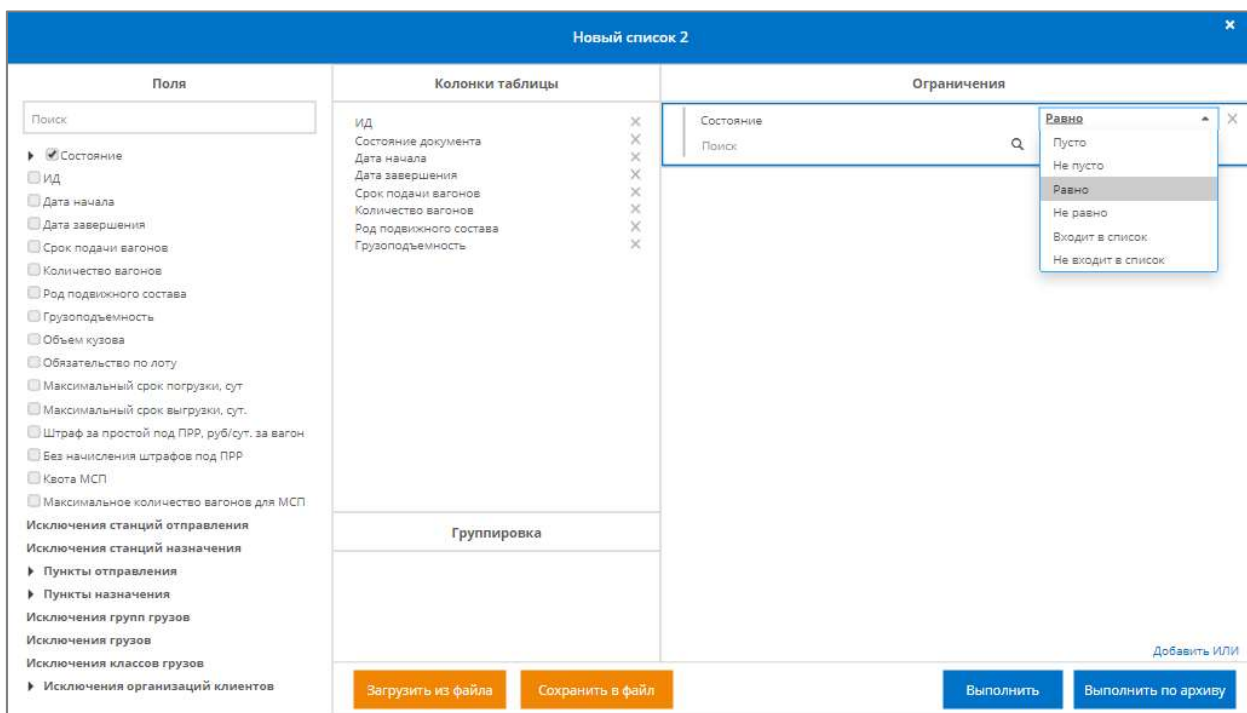 Новый список 2
Поля
Поиск
Состояние
ИД
Дата начала
Дата завершения
Срок подачи вагонов
Количество вагонов
Род подвижного состава
Грузоподъемность
Объем кузова
Обязательство по лоту
Максимальный срок погрузки, сут
Максимальный срок выгрузки, сут.
Штраф за простой под ПРР, руб/сут. за вагон
Без начисления штрафов под ПРР
Квота МСП
Максимальное количество вагонов для МСП
Исключения станций отправления
Исключения станций назначения
Пункты отправления
Пункты назначения
Исключения групп грузов
Исключения грузов
Исключения классов грузов
Исключения организаций клиентов
Колонки таблицы
ИД
Состояние документа
Дата начала
Дата завершения
Срок подачи вагонов
Количество вагонов
Род подвижного состава
Грузоподъемность
Группировка
Ограничения
Состояние
Поиск
Равно
Пусто
Не пусто
Равно
Не равно
Входит в список
Не входит в список
Добавить ИЛИ
Загрузить из файла
Сохранить в файл
Выполнить
Выполнить по архиву